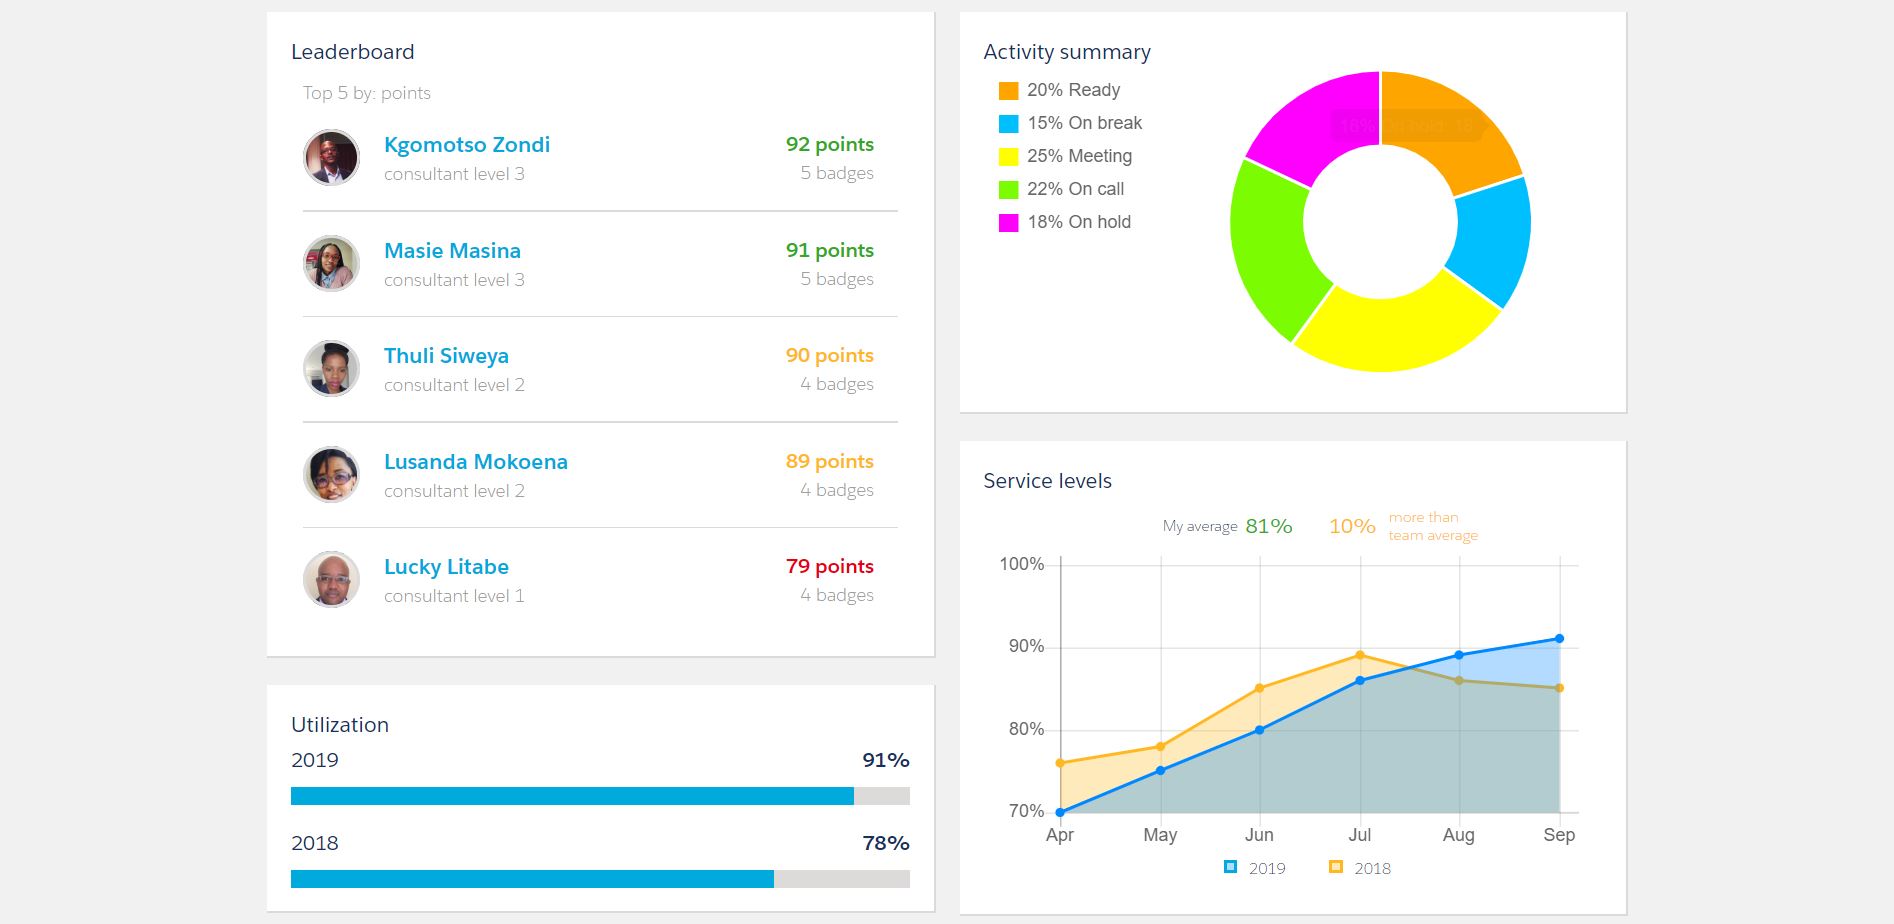 Leaderboard
Top 5 by: points
Kgomotso Zondi
92 points
consultant level 3
5 badges
Masie Masina
91 points
consultant level 3
5 badges
Thuli Siweya
90 points
consultant level 2
4 badges
Lusanda Mokoena
89 points
consultant level 2
4 badges
Lucky Litabe
79 points
consultant level 1
4 badges
Utilization
2019
91%
2018
78%
Activity summary
20% Ready
15% On break
25% Meeting
22% On call
18% On hold
18% On hold: 18
Service levels
My average 81%
10% more than
team average
100%
90%
80%
70%
Apr May Jun Jul Aug Sep
2019 2018